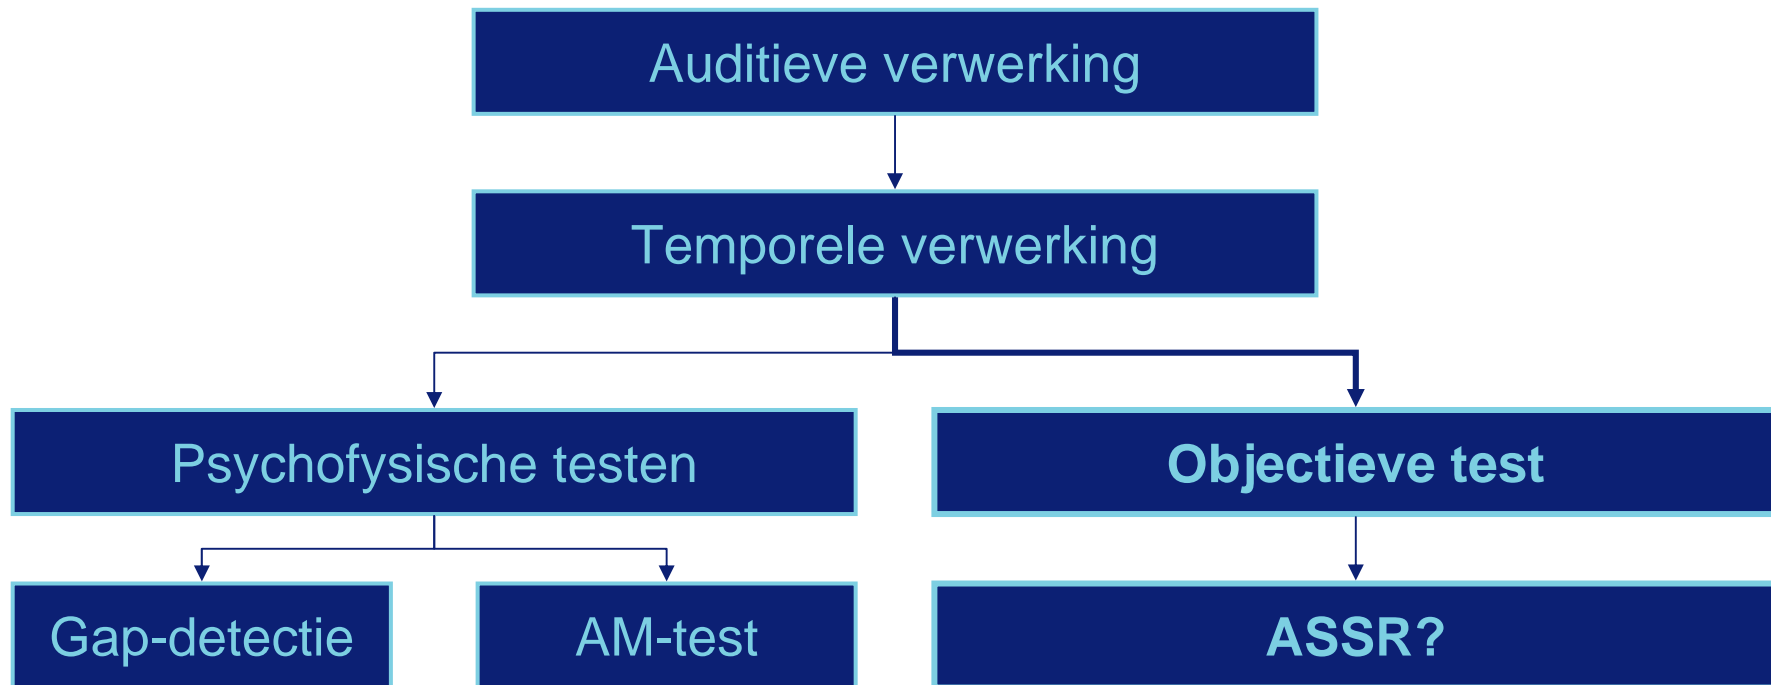 Auditieve verwerking
Temporele verwerking
Psychofysische testen
Objectieve test
Gap-detectie
AM-test
ASSR?